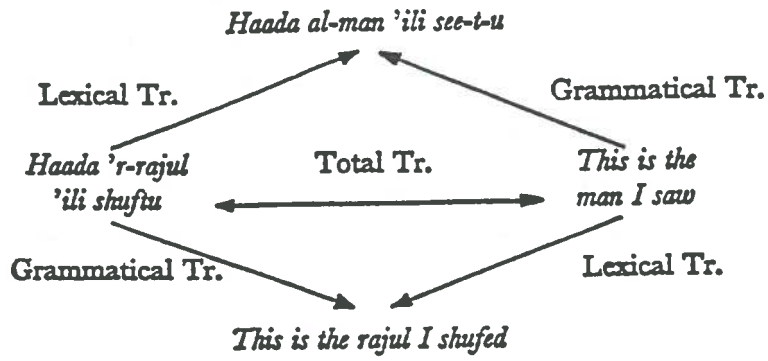 Haada al-man 'ili see-t-u
Lexical Tr.
Grammatical Tr.
Haada 'r-rajul
'ili shuftu
Total Tr.
This is the
man I saw
Grammatical Tr.
Lexical Tr.
This is the rajul I shufed